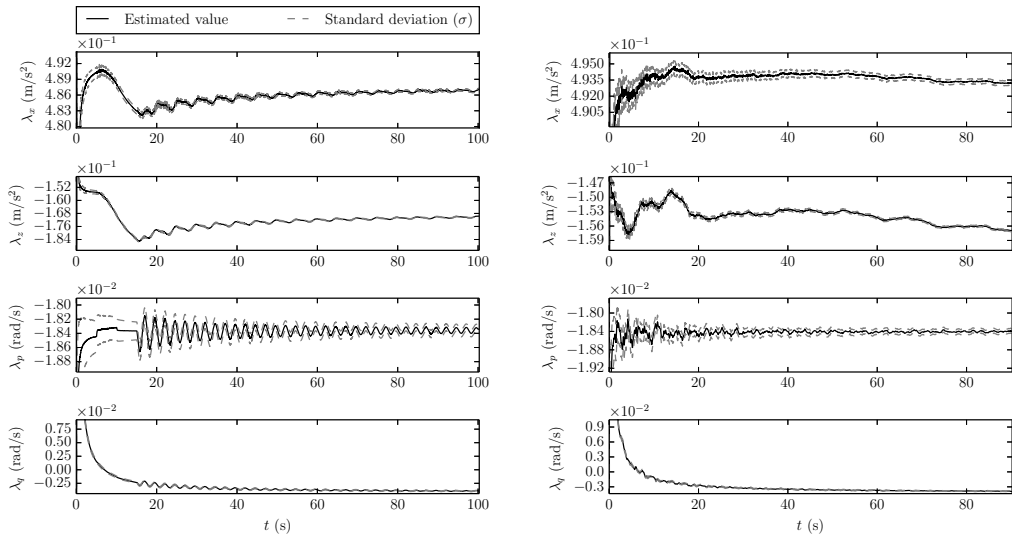 Estimated value
Standard deviation (σ)
×10⁻¹
4.92
4.89
4.86
4.83
4.80
λₓ (m/s²)
0 20 40 60 80 100
×10⁻¹
−1.52
−1.60
−1.68
−1.76
−1.84
λ_z (m/s²)
0 20 40 60 80 100
×10⁻²
−1.80
−1.82
−1.84
−1.86
−1.88
λ_p (rad/s)
0 20 40 60 80 100
×10⁻²
0.75
0.50
0.25
0.00
−0.25
λ_q (rad/s)
0 20 40 60 80 100
t (s)
×10⁻¹
4.950
4.935
4.920
4.905
λₓ (m/s²)
0 20 40 60 80
×10⁻¹
−1.47
−1.50
−1.53
−1.56
−1.59
λ_z (m/s²)
0 20 40 60 80
×10⁻²
−1.80
−1.84
−1.88
−1.92
λ_p (rad/s)
0 20 40 60 80
×10⁻²
0.9
0.6
0.3
0.0
−0.3
λ_q (rad/s)
0 20 40 60 80
t (s)